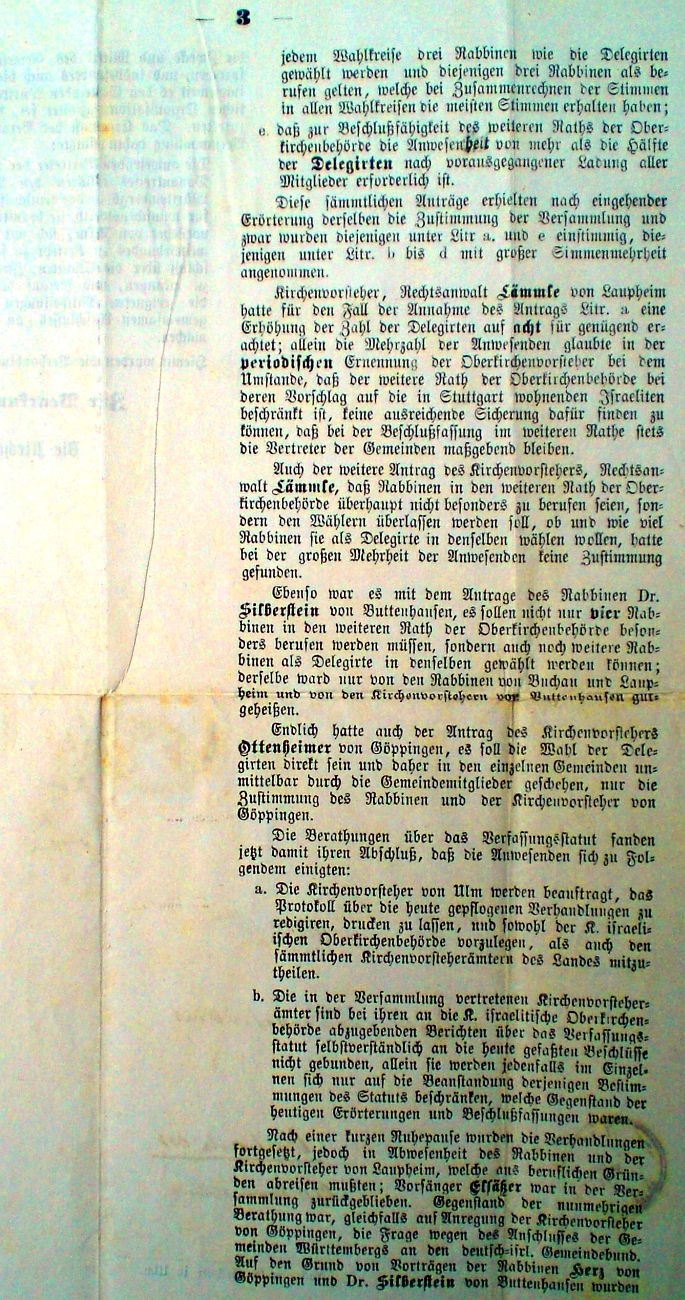 — 3 —
jedem Wahlkreise drei Rabbinen wie die Delegirten
gewählt werden und diejenigen drei Rabbinen als be-
rufen gelten, welche bei Zusammenrechnen der Stimmen
in allen Wahlkreisen die meisten Stimmen erhalten haben;
e. daß zur Beschlußfähigkeit des weiteren Raths der Ober-
kirchenbehörde die Anwesenheit von mehr als die Hälfte
der Delegirten nach vorausgegangener Ladung aller
Mitglieder erforderlich ist.
Diese sämmtlichen Anträge erhielten nach eingehender
Erörterung derselben die Zustimmung der Versammlung und
zwar wurden diejenigen unter Litr a. und e einstimmig, die-
jenigen unter Litr. b bis d mit großer Simmenmehrheit
angenommen.
Kirchenvorsteher, Rechtsanwalt Lämmle von Laupheim
hatte für den Fall der Annahme des Antrags Litr. a eine
Erhöhung der Zahl der Delegirten auf acht für genügend er-
achtet; allein die Mehrzahl der Anwesenden glaubte in der
periodischen Ernennung der Oberkirchenvorsteher bei dem
Umstande, daß der weitere Rath der Oberkirchenbehörde bei
deren Vorschlag auf die in Stuttgart wohnenden Israeliten
beschränkt ist, keine ausreichende Sicherung dafür finden zu
können, daß bei der Beschlußfassung im weiteren Rathe stets
die Vertreter der Gemeinden maßgebend bleiben.
Auch der weitere Antrag des Kirchenvorstehers, Rechtsan-
walt Lämmle, daß Rabbinen in den weiteren Rath der Ober-
kirchenbehörde überhaupt nicht besonders zu berufen seien, son-
dern den Wählern überlassen werden soll, ob und wie viel
Rabbinen sie als Delegirte in denselben wählen wollen, hatte
bei der großen Mehrheit der Anwesenden keine Zustimmung
gefunden.
Ebenso war es mit dem Antrage des Rabbinen Dr.
Silberstein von Buttenhausen, es sollen nicht nur vier Rab-
binen in den weiteren Rath der Oberkirchenbehörde beson-
ders berufen werden müssen, sondern auch noch weitere Rab-
binen als Delegirte in denselben gewählt werden können;
derselbe ward nur von den Rabbinen von Buchau und Laup-
heim und von den Kirchenvorstehern von Buttenhausen gut-
geheißen.
Endlich hatte auch der Antrag des Kirchenvorstehers
Ottenheimer von Göppingen, es soll die Wahl der Dele-
girten direkt sein und daher in den einzelnen Gemeinden un-
mittelbar durch die Gemeindemitglieder geschehen, nur die
Zustimmung des Rabbinen und der Kirchenvorsteher von
Göppingen.
Die Berathungen über das Verfassungsstatut fanden
jetzt damit ihren Abschluß, daß die Anwesenden sich zu Fol-
gendem einigten:
a. Die Kirchenvorsteher von Ulm werden beauftragt, das
Protokoll über die heute gepflogenen Verhandlungen zu
redigiren, drucken zu lassen, und sowohl der K. israeli-
ischen Oberkirchenbehörde vorzulegen, als auch den
sämmtlichen Kirchenvorsteherämtern des Landes mitzu-
theilen.
b. Die in der Versammlung vertretenen Kirchenvorsteher-
ämter sind bei ihren an die K. israelitische Oberkirchen-
behörde abzugebenden Berichten über das Verfassungs-
statut selbstverständlich an die heute gefaßten Beschlüsse
nicht gebunden, allein sie werden jedenfalls im Einzel-
nen sich nur auf die Beanstandung derjenigen Bestim-
mungen des Statuts beschränken, welche Gegenstand der
heutigen Erörterungen und Beschlußfassungen waren.
Nach einer kurzen Ruhepause wurden die Verhandlungen
fortgesetzt, jedoch in Abwesenheit des Rabbinen und der
Kirchenvorsteher von Laupheim, welche aus beruflichen Grün-
den abreisen mußten; Vorsänger Elsäßer war in der Ver-
sammlung zurückgeblieben. Gegenstand der nunmehrigen
Berathung war, gleichfalls auf Anregung der Kirchenvorsteher
von Göppingen, die Frage wegen des Anschlusses der Ge-
meinden Württembergs an den deutsch-isrl. Gemeindebund.
Auf den Grund von Vorträgen der Rabbinen Herz von
Göppingen und Dr. Silberstein von Buttenhausen wurden